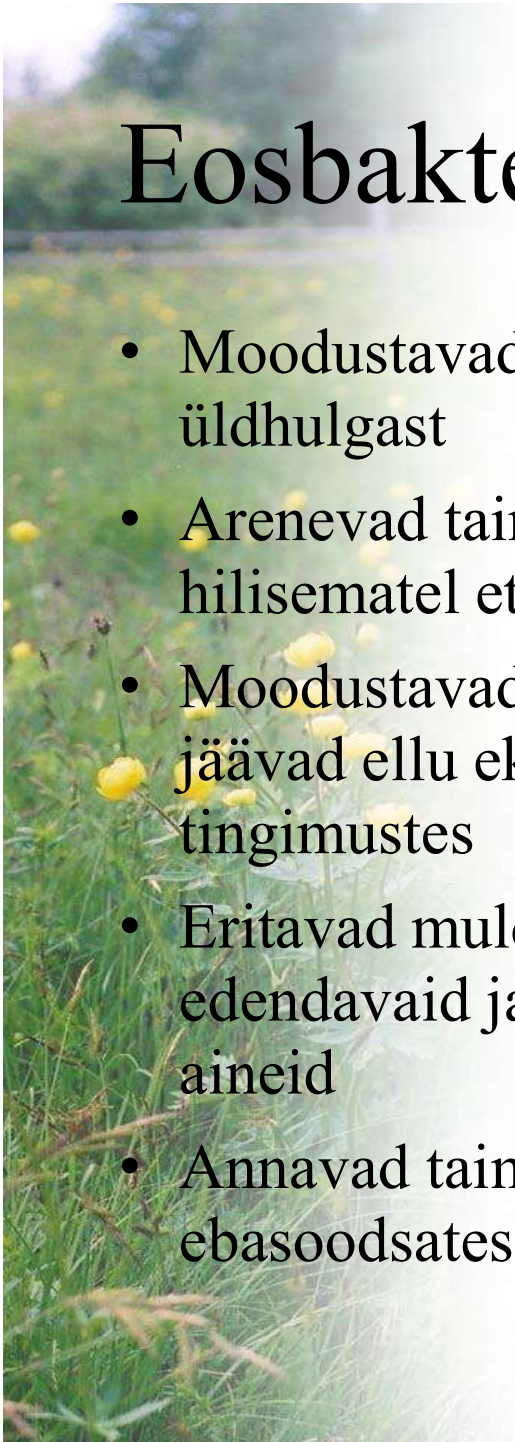 Eosbakte
• Moodustavad
üldhulgast
• Arenevad tai
hilisematel et
• Moodustavad
jäävad ellu ek
tingimustes
• Eritavad mul
edendavaid ja
aineid
• Annavad tain
ebasoodsates